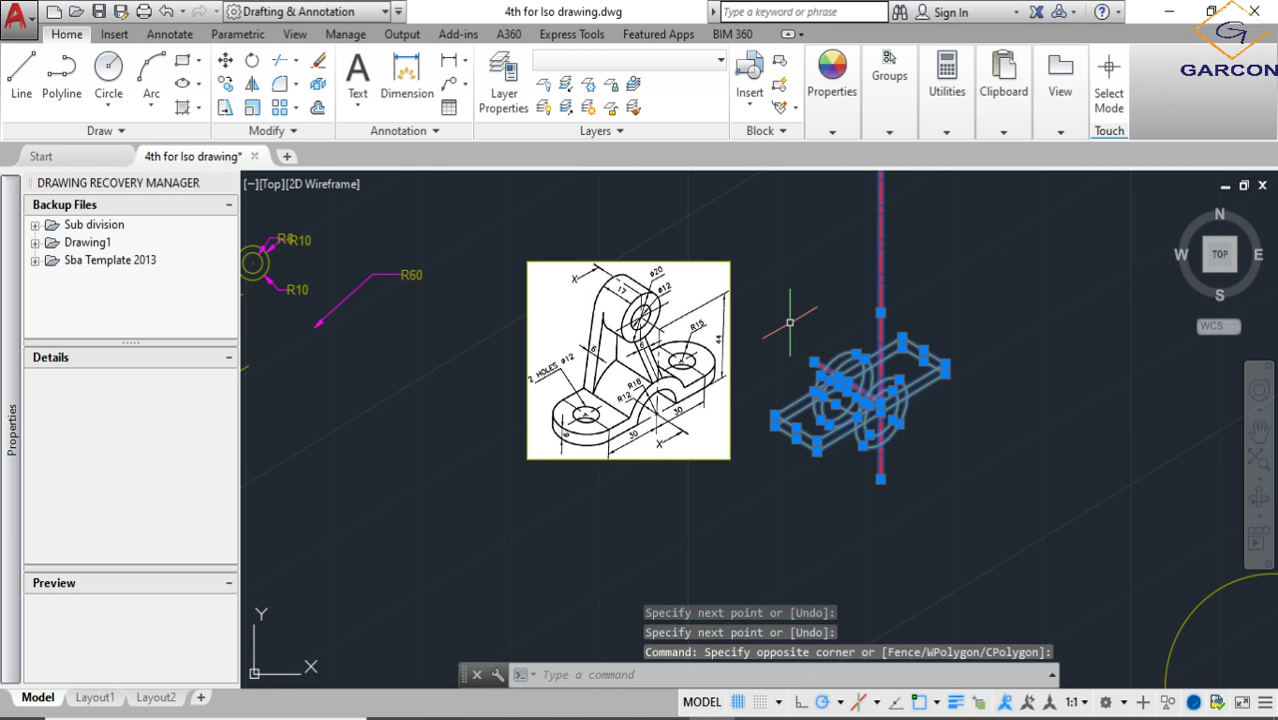 Drafting & Annotation
4th for Iso drawing.dwg
Type a keyword or phrase
Sign In
GARCON
Home Insert Annotate Parametric View Manage Output Add-ins A360 Express Tools Featured Apps BIM 360
Line Polyline Circle Arc
Text Dimension
Layer Properties
Insert
Properties Groups Utilities Clipboard View
Select Mode
Draw Modify Annotation Layers Block Touch
Start 4th for Iso drawing*
DRAWING RECOVERY MANAGER
Backup Files
Sub division
Drawing1
Sba Template 2013
Details
Preview
Properties
[−][Top][2D Wireframe]
R10
R10
R60
X
17
ø20
ø12
R15
44
6
2 HOLES ø12
R18
R12
30
30
6
X
N
W TOP E
S
WCS
Y
X
Specify next point or [Undo]:
Specify next point or [Undo]:
Command: Specify opposite corner or [Fence/WPolygon/CPolygon]:
Type a command
Model Layout1 Layout2
MODEL
1:1